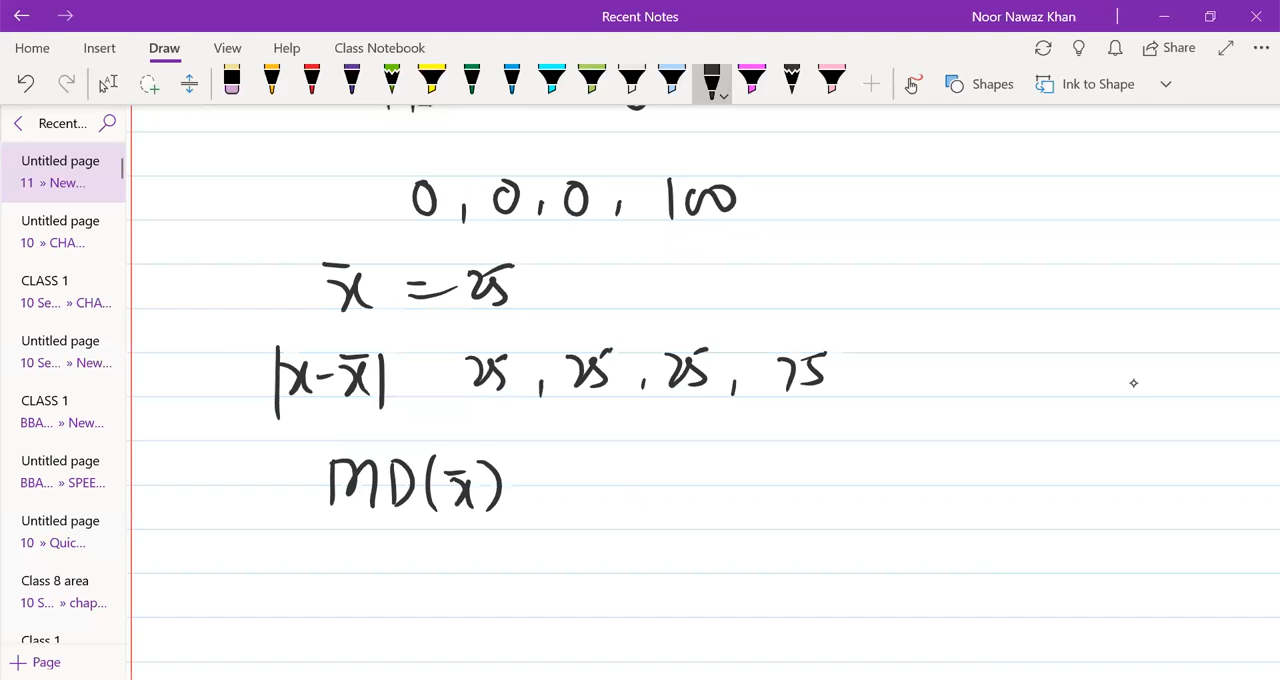 Recent Notes
Noor Nawaz Khan
Home Insert Draw View Help Class Notebook Share
Shapes Ink to Shape
Recent...
Untitled page
11 » New...
Untitled page
10 » CHA...
CLASS 1
10 Se... » CHA...
Untitled page
10 Se... » New...
CLASS 1
BBA... » New...
Untitled page
BBA... » SPEE...
Untitled page
10 » Quic...
Class 8 area
10 S... » chap...
Class 1
Page
0 , 0 , 0 , 100
x̄ = 25
|x-x̄| 25 , 25 , 25 , 75
MD(x̄)